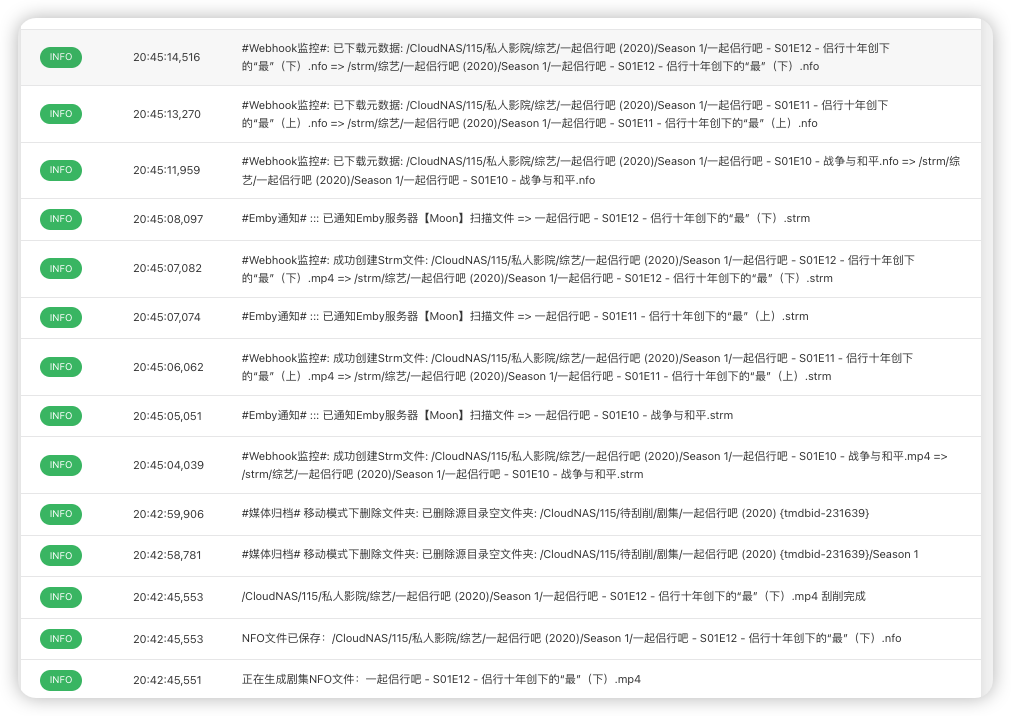 INFO 20:45:14,516 #Webhook监控#: 已下载元数据: /CloudNAS/115/私人影院/综艺/一起侣行吧 (2020)/Season 1/一起侣行吧 - S01E12 - 侣行十年创下
的“最”（下）.nfo => /strm/综艺/一起侣行吧 (2020)/Season 1/一起侣行吧 - S01E12 - 侣行十年创下的“最”（下）.nfo
INFO 20:45:13,270 #Webhook监控#: 已下载元数据: /CloudNAS/115/私人影院/综艺/一起侣行吧 (2020)/Season 1/一起侣行吧 - S01E11 - 侣行十年创下
的“最”（上）.nfo => /strm/综艺/一起侣行吧 (2020)/Season 1/一起侣行吧 - S01E11 - 侣行十年创下的“最”（上）.nfo
INFO 20:45:11,959 #Webhook监控#: 已下载元数据: /CloudNAS/115/私人影院/综艺/一起侣行吧 (2020)/Season 1/一起侣行吧 - S01E10 - 战争与和平.nfo => /strm/综
艺/一起侣行吧 (2020)/Season 1/一起侣行吧 - S01E10 - 战争与和平.nfo
INFO 20:45:08,097 #Emby通知# ::: 已通知Emby服务器【Moon】扫描文件 => 一起侣行吧 - S01E12 - 侣行十年创下的“最”（下）.strm
INFO 20:45:07,082 #Webhook监控#: 成功创建Strm文件: /CloudNAS/115/私人影院/综艺/一起侣行吧 (2020)/Season 1/一起侣行吧 - S01E12 - 侣行十年创下
的“最”（下）.mp4 => /strm/综艺/一起侣行吧 (2020)/Season 1/一起侣行吧 - S01E12 - 侣行十年创下的“最”（下）.strm
INFO 20:45:07,074 #Emby通知# ::: 已通知Emby服务器【Moon】扫描文件 => 一起侣行吧 - S01E11 - 侣行十年创下的“最”（上）.strm
INFO 20:45:06,062 #Webhook监控#: 成功创建Strm文件: /CloudNAS/115/私人影院/综艺/一起侣行吧 (2020)/Season 1/一起侣行吧 - S01E11 - 侣行十年创下
的“最”（上）.mp4 => /strm/综艺/一起侣行吧 (2020)/Season 1/一起侣行吧 - S01E11 - 侣行十年创下的“最”（上）.strm
INFO 20:45:05,051 #Emby通知# ::: 已通知Emby服务器【Moon】扫描文件 => 一起侣行吧 - S01E10 - 战争与和平.strm
INFO 20:45:04,039 #Webhook监控#: 成功创建Strm文件: /CloudNAS/115/私人影院/综艺/一起侣行吧 (2020)/Season 1/一起侣行吧 - S01E10 - 战争与和平.mp4 =>
/strm/综艺/一起侣行吧 (2020)/Season 1/一起侣行吧 - S01E10 - 战争与和平.strm
INFO 20:42:59,906 #媒体归档# 移动模式下删除文件夹: 已删除源目录空文件夹: /CloudNAS/115/待刮削/剧集/一起侣行吧 (2020) {tmdbid-231639}
INFO 20:42:58,781 #媒体归档# 移动模式下删除文件夹: 已删除源目录空文件夹: /CloudNAS/115/待刮削/剧集/一起侣行吧 (2020) {tmdbid-231639}/Season 1
INFO 20:42:45,553 /CloudNAS/115/私人影院/综艺/一起侣行吧 (2020)/Season 1/一起侣行吧 - S01E12 - 侣行十年创下的“最”（下）.mp4 刮削完成
INFO 20:42:45,553 NFO文件已保存：/CloudNAS/115/私人影院/综艺/一起侣行吧 (2020)/Season 1/一起侣行吧 - S01E12 - 侣行十年创下的“最”（下）.nfo
INFO 20:42:45,551 正在生成剧集NFO文件：一起侣行吧 - S01E12 - 侣行十年创下的“最”（下）.mp4